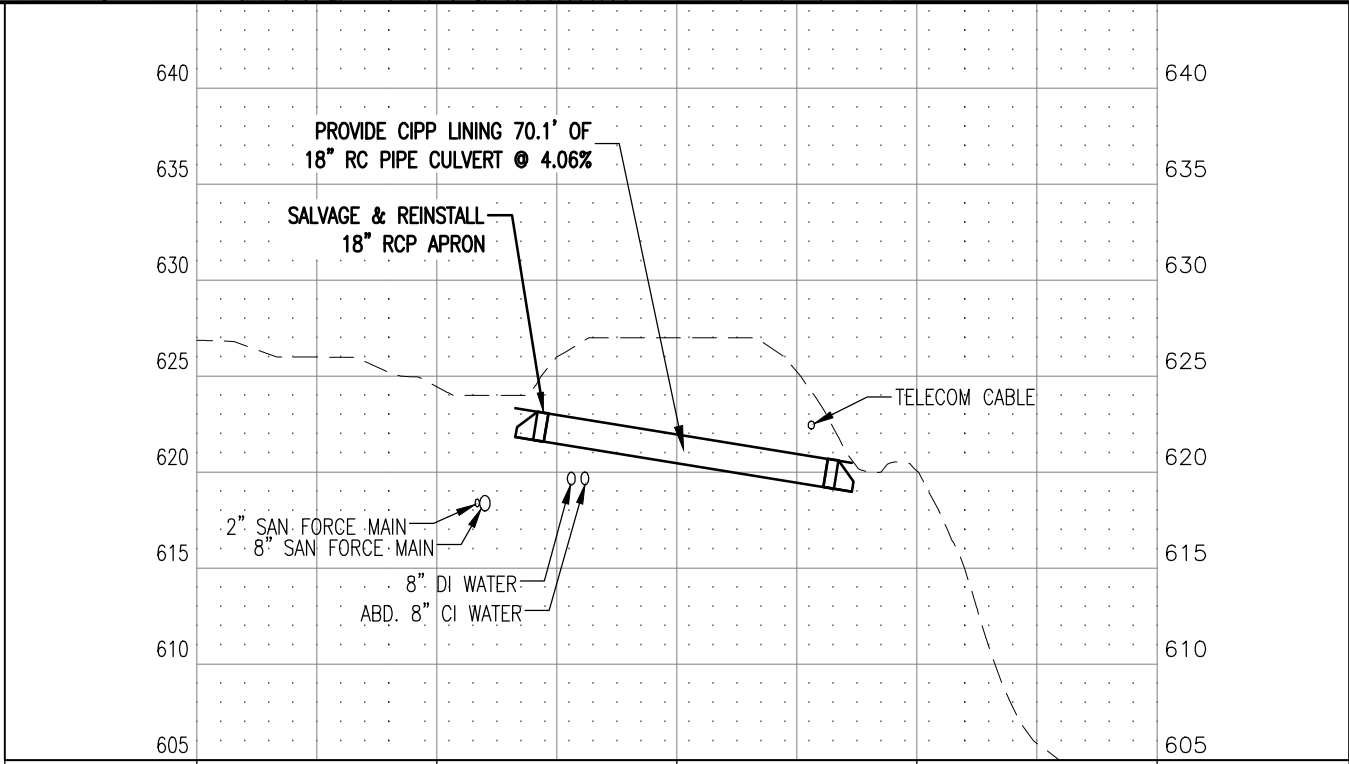 640 640
PROVIDE CIPP LINING 70.1' OF
18" RC PIPE CULVERT @ 4.06%
635 635
SALVAGE & REINSTALL
18" RCP APRON
630 630
625 625
TELECOM CABLE
620 620
2" SAN FORCE MAIN
8" SAN FORCE MAIN
615 615
8" DI WATER
ABD. 8" CI WATER
610 610
605 605